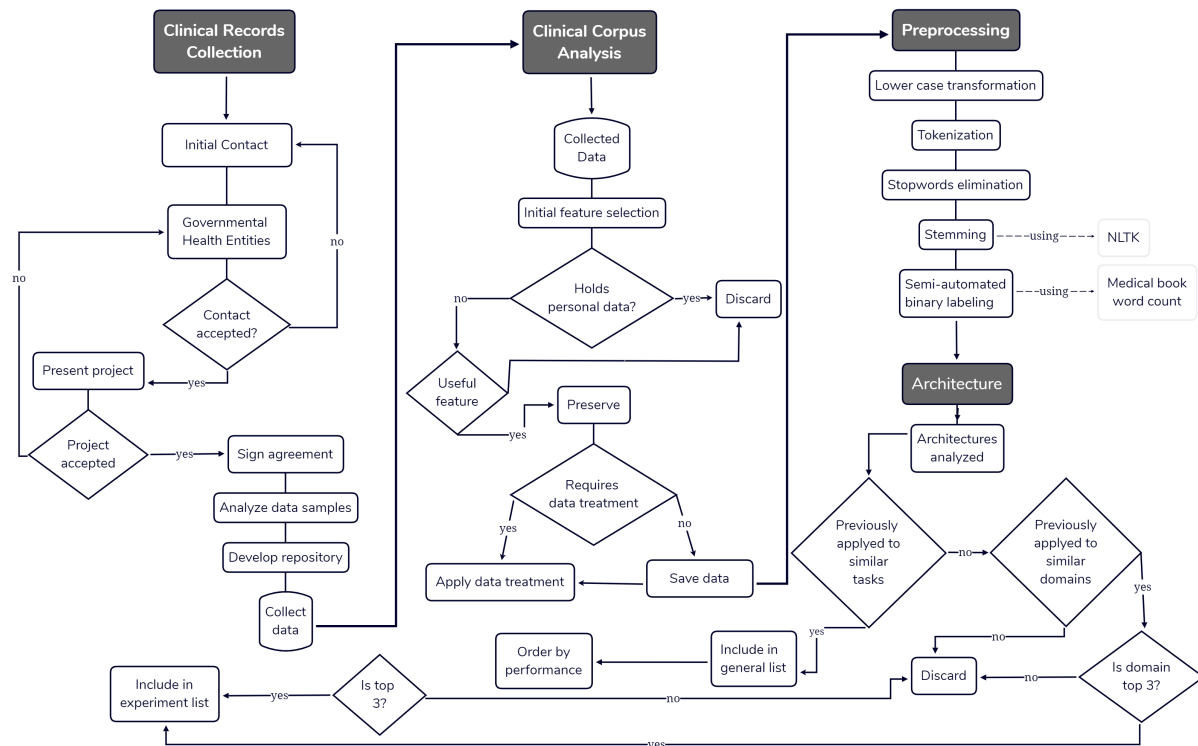 Clinical Records
Collection
Initial Contact
no
Governmental
Health Entities
no
Contact
accepted?
yes
Present project
Project
accepted
yes
Sign agreement
Analyze data samples
Develop repository
Collect
data
Clinical Corpus
Analysis
Collected
Data
Initial feature selection
Holds
personal data?
no
yes
Discard
Useful
feature
yes
Preserve
Requires
data treatment
yes
no
Apply data treatment
Save data
Preprocessing
Lower case transformation
Tokenization
Stopwords elimination
Stemming
using
NLTK
Semi-automated
binary labeling
using
Medical book
word count
Architecture
Architectures
analyzed
Previously
applyed to
similar
tasks
no
Previously
applyed to
similar
domains
yes
yes
no
Include in
general list
Order by
performance
Discard
no
Is domain
top 3?
Is top
3?
yes
no
Include in
experiment list
yes